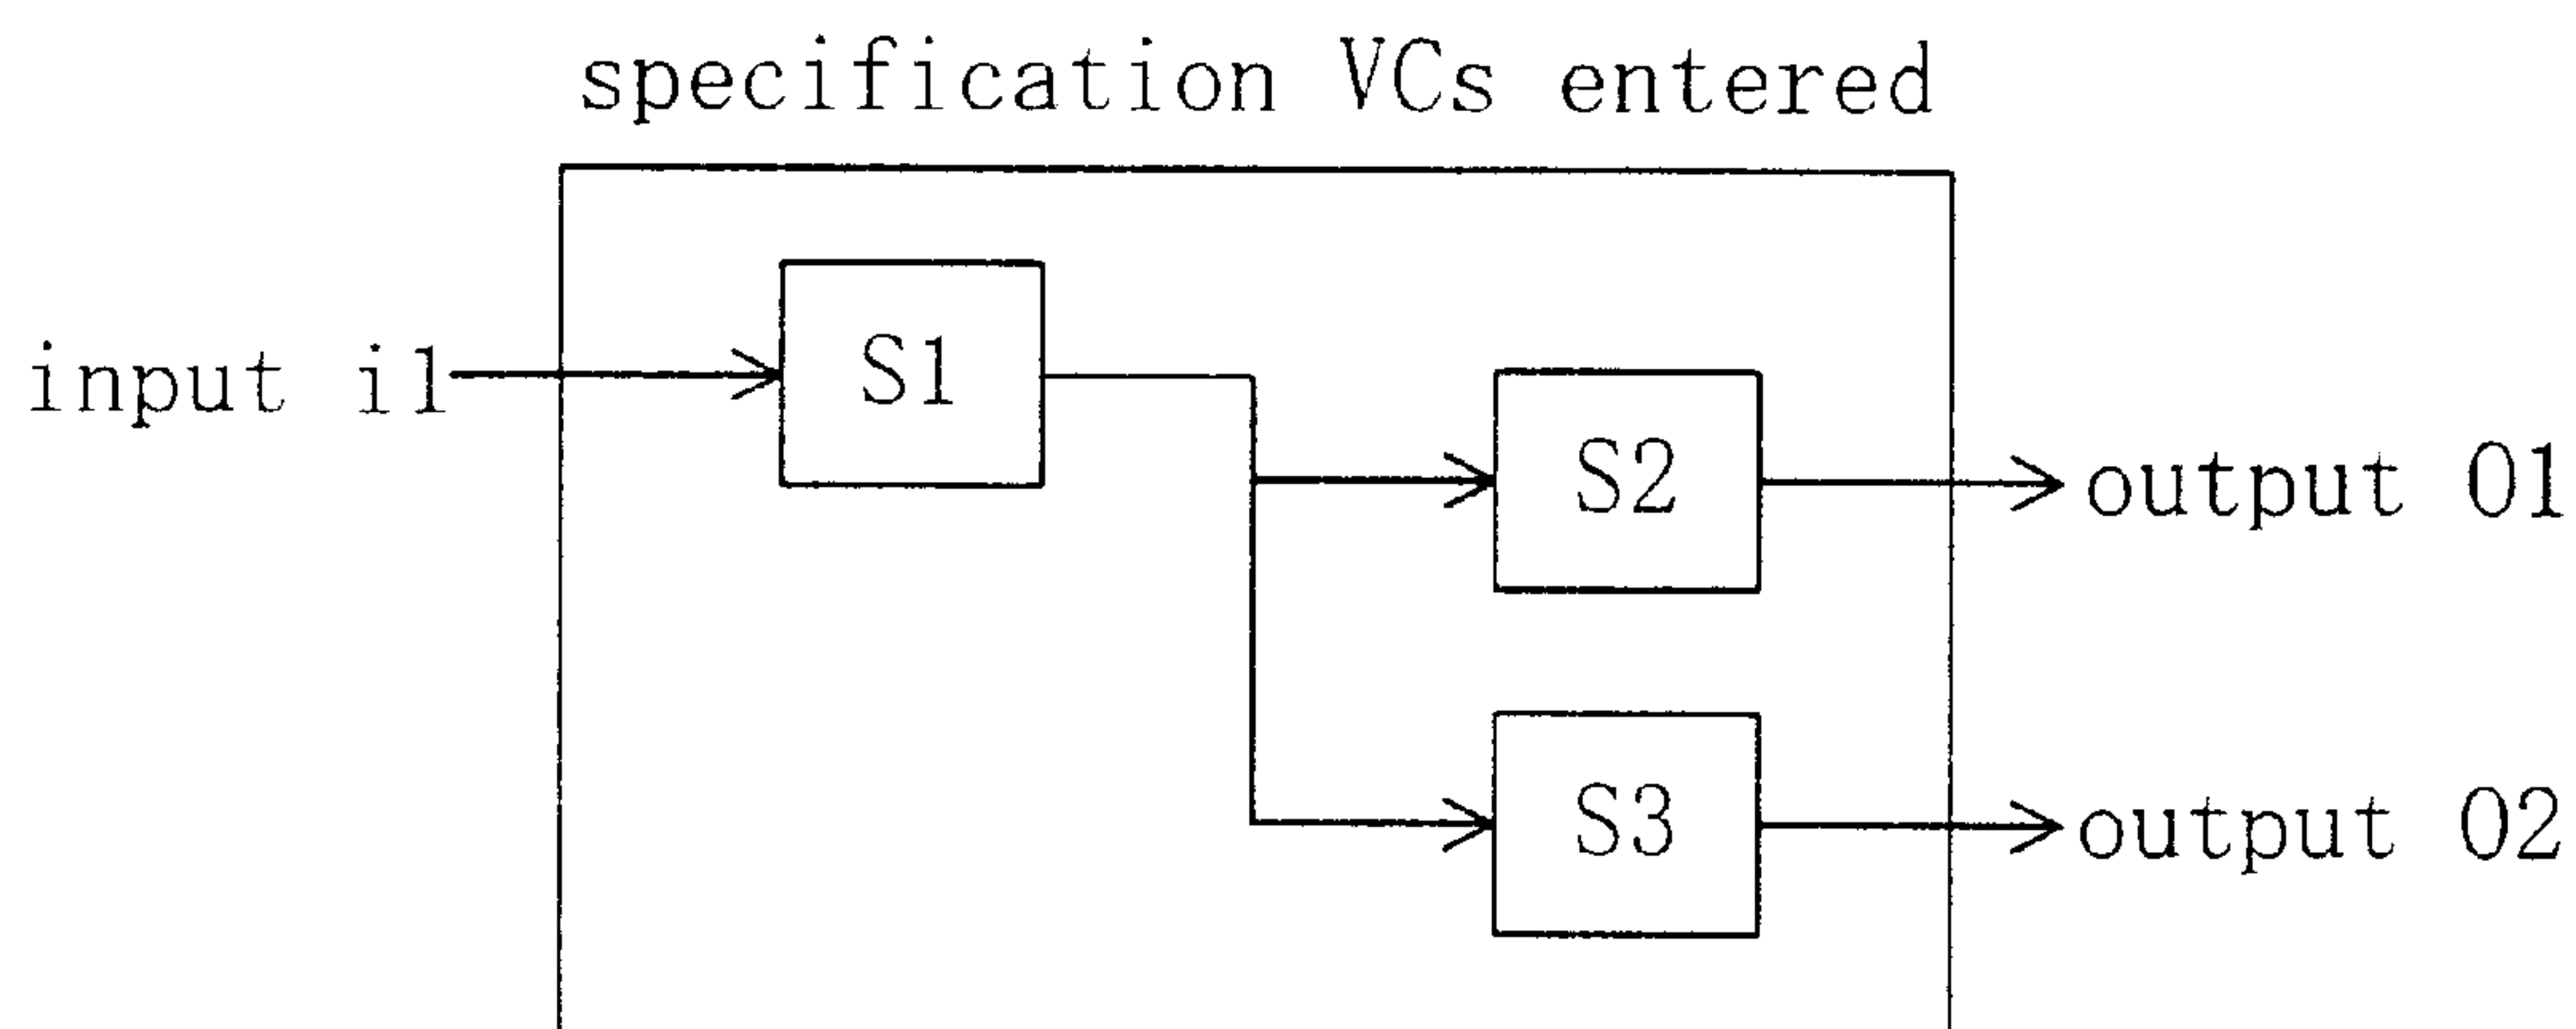 specification VCs entered
input i1
S1
S2
output O1
S3
output O2